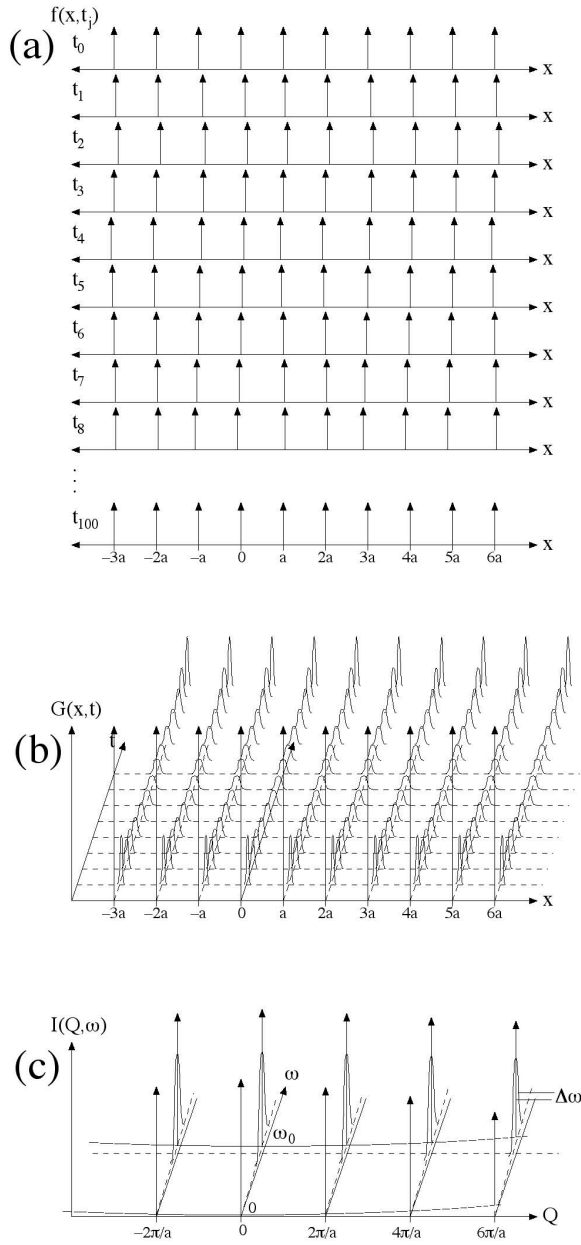 f(x,t_j)
(a)
t_0
x
t_1
x
t_2
x
t_3
x
t_4
x
t_5
x
t_6
x
t_7
x
t_8
x
⋮
t_100
x
−3a −2a −a 0 a 2a 3a 4a 5a 6a
G(x,t)
(b)
t
x
−3a −2a −a 0 a 2a 3a 4a 5a 6a
I(Q,ω)
(c)
ω
Δω
ω_0
0
Q
−2π/a 0 2π/a 4π/a 6π/a